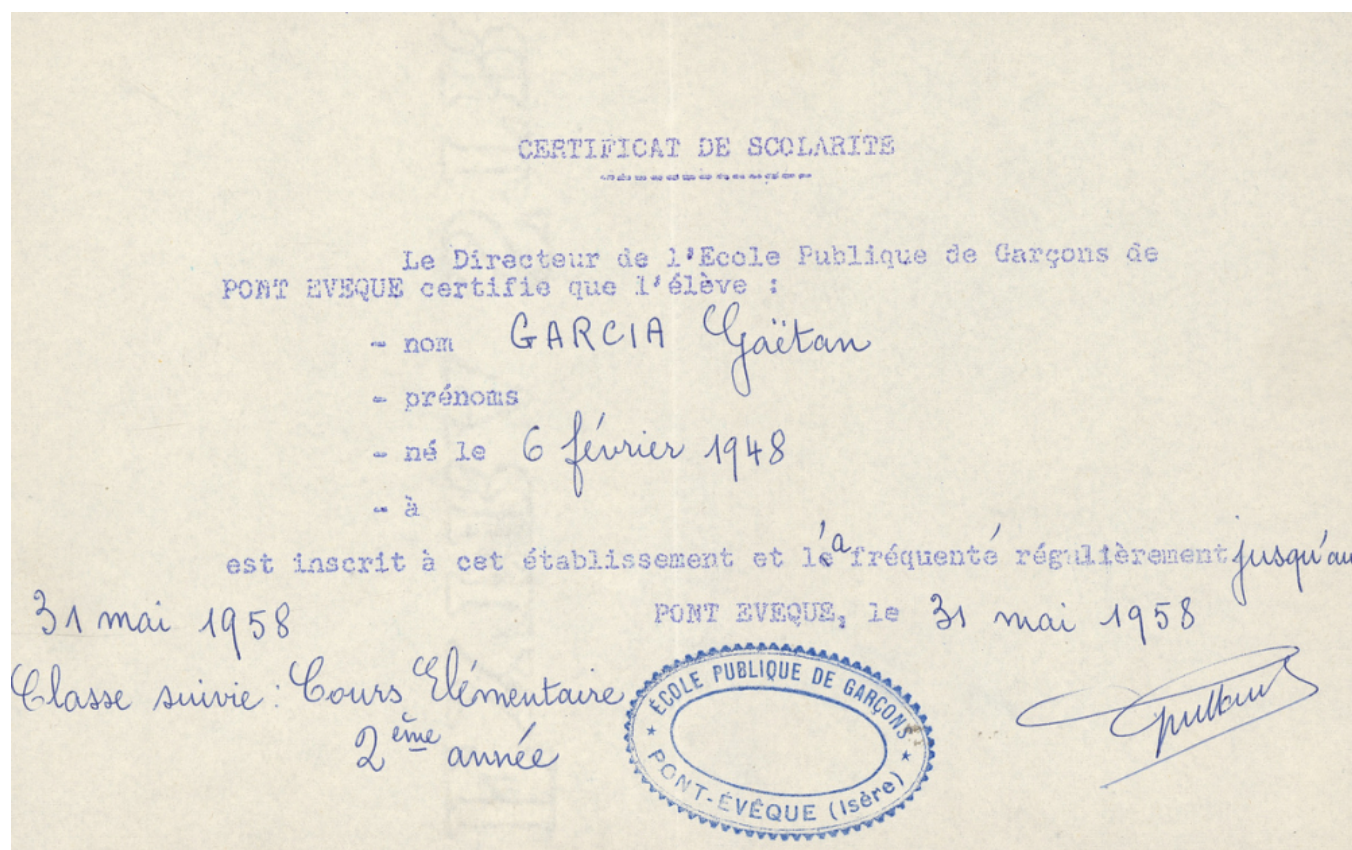 CERTIFICAT DE SCOLARITE
Le Directeur de l'Ecole Publique de Garçons de
PONT EVEQUE certifie que l'élève :
- nom GARCIA Gaëtan
- prénoms
- né le 6 février 1948
- à
est inscrit à cet établissement et l'a fréquenté régulièrement jusqu'au
31 mai 1958
PONT EVEQUE, le 31 mai 1958
Classe suivie : Cours Elémentaire
2ème année
ÉCOLE PUBLIQUE DE GARÇONS
PONT-ÉVÊQUE (Isère)